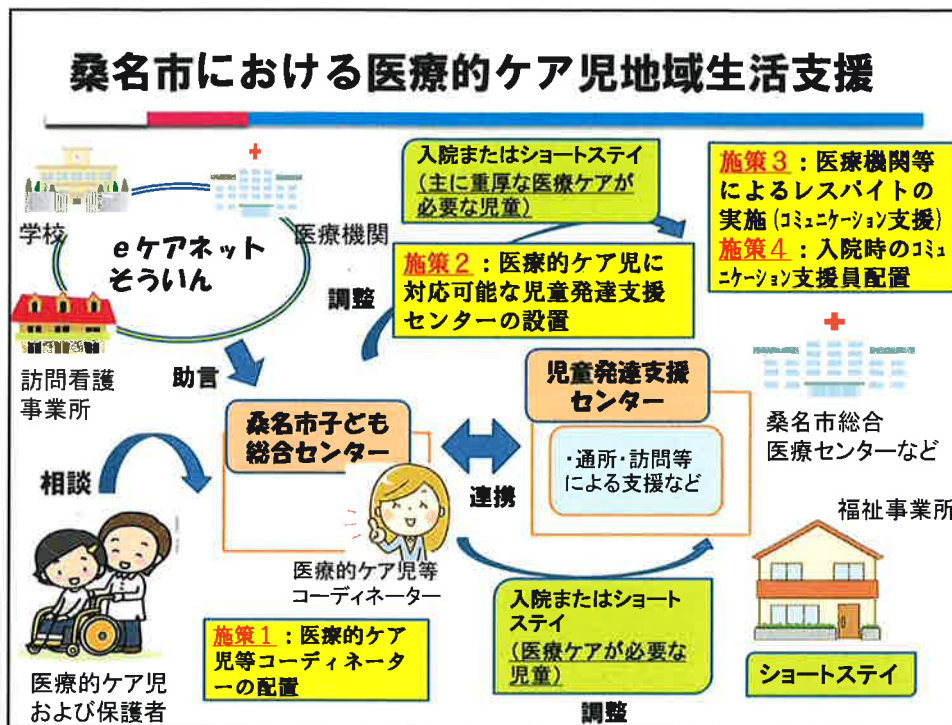 桑名市における医療的ケア児地域生活支援
学校
医療機関
eケアネット
そういん
訪問看護
事業所
助言
調整
入院またはショートステイ
(主に重厚な医療ケアが
必要な児童)
施策2：医療的ケア児に
対応可能な児童発達支援
センターの設置
施策3：医療機関等
によるレスパイトの
実施(コミュニケーション支援)
施策4：入院時のコミュ
ニケーション支援員配置
桑名市総合
医療センターなど
相談
桑名市子ども
総合センター
連携
児童発達支援
センター
・通所・訪問等
による支援など
医療的ケア児等
コーディネーター
福祉事業所
医療的ケア児
および保護者
施策1：医療的ケア
児等コーディネータ
ーの配置
入院またはショート
ステイ
(医療ケアが必要な
児童)
調整
ショートステイ